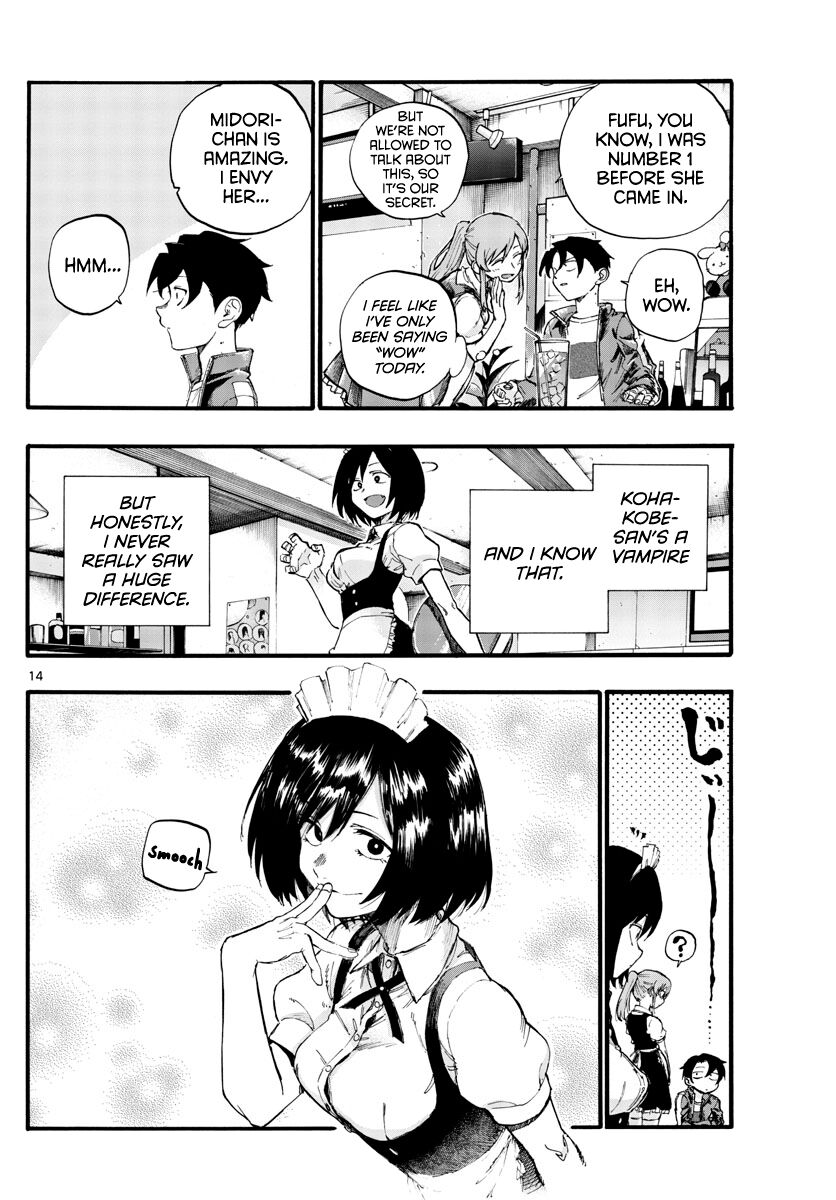 FUFU, YOU
KNOW, I WAS
NUMBER 1
BEFORE SHE
CAME IN.
EH,
WOW.
BUT
WE'RE NOT
ALLOWED TO
TALK ABOUT
THIS, SO
IT'S OUR
SECRET.
I FEEL LIKE
I'VE ONLY
BEEN SAYING
"WOW"
TODAY.
MIDORI-
CHAN IS
AMAZING.
I ENVY
HER...
HMM...
KOHA-
KOBE-
SAN'S A
VAMPIRE
AND I KNOW
THAT.
BUT
HONESTLY,
I NEVER
REALLY SAW
A HUGE
DIFFERENCE.
14
じぃー…
?
smooch